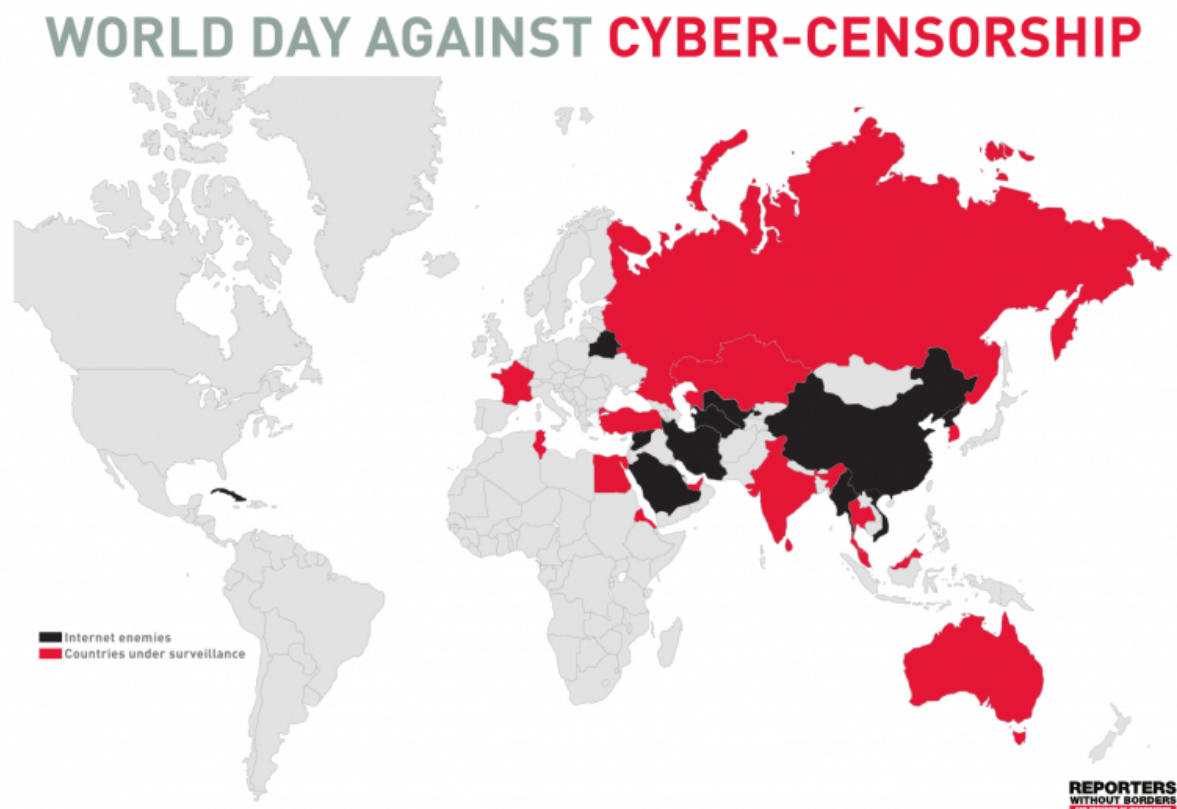 WORLD DAY AGAINST CYBER-CENSORSHIP
Internet enemies
Countries under surveillance
REPORTERS
WITHOUT BORDERS